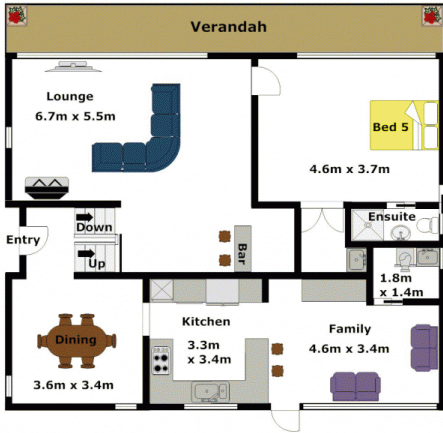 Verandah
Lounge
6.7m x 5.5m
Bed 5
4.6m x 3.7m
Ensuite
Down
Entry
Up
Bar
1.8m
x 1.4m
Kitchen
3.3m
x 3.4m
Family
4.6m x 3.4m
Dining
3.6m x 3.4m